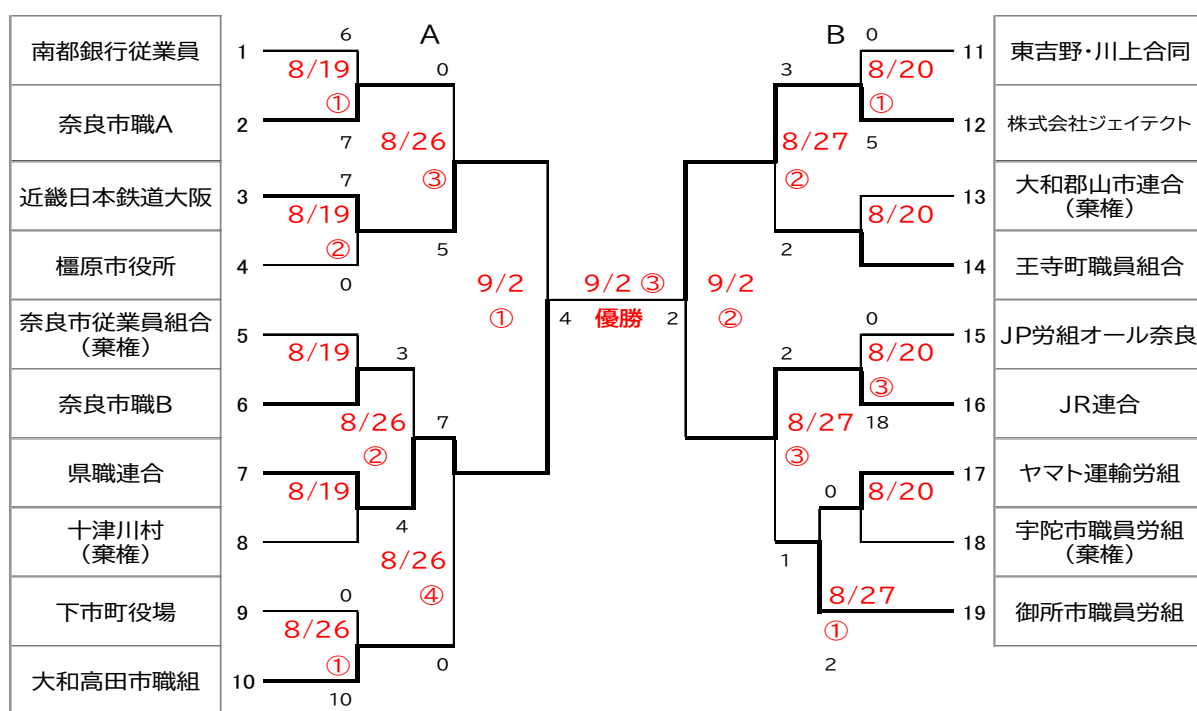 A
B
南都銀行従業員
1
6
8/19
①
奈良市職A
2
7
0
8/26
③
近畿日本鉄道大阪
3
7
8/19
②
橿原市役所
4
0
5
奈良市従業員組合
(棄権)
5
8/19
奈良市職B
6
3
8/26
②
県職連合
7
8/19
4
十津川村
(棄権)
8
7
8/26
④
下市町役場
9
0
8/26
①
大和高田市職組
10
10
0
9/2
①
4
9/2 ③
優勝
2
9/2
②
3
8/27
②
2
2
8/27
③
1
0
8/27
①
2
0
8/20
①
5
11
東吉野・川上合同
12
株式会社ジェイテクト
13
大和郡山市連合
(棄権)
8/20
14
王寺町職員組合
0
15
JP労組オール奈良
8/20
③
18
16
JR連合
17
ヤマト運輸労組
8/20
18
宇陀市職員労組
(棄権)
19
御所市職員労組